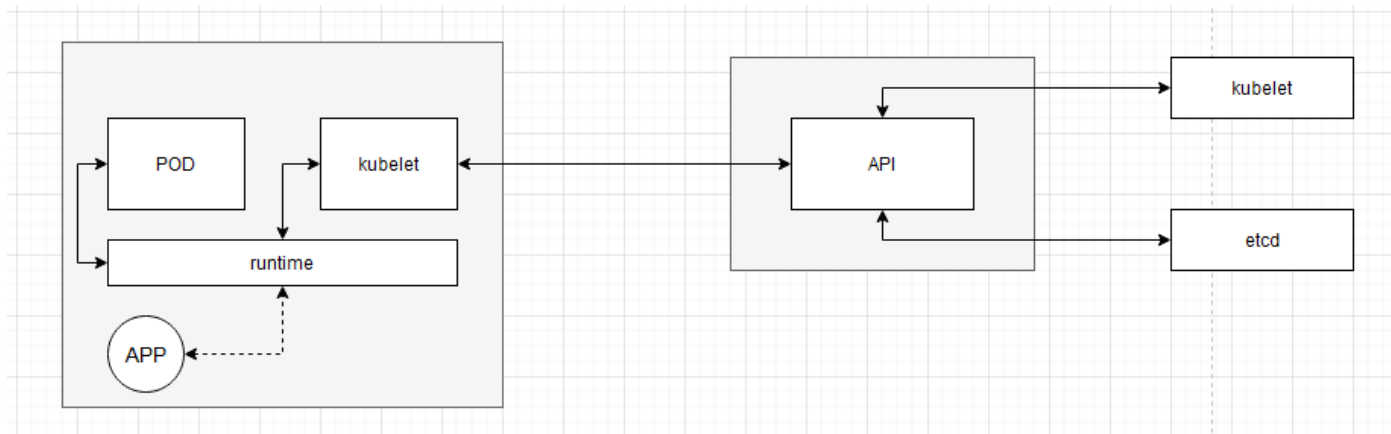 kubelet
POD
kubelet
API
etcd
runtime
APP